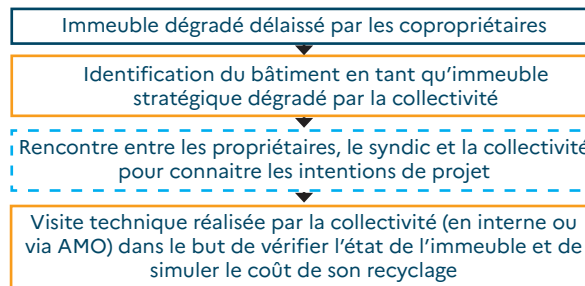 Immeuble dégradé délaissé par les copropriétaires
Identification du bâtiment en tant qu’immeuble
stratégique dégradé par la collectivité
Rencontre entre les propriétaires, le syndic et la collectivité
pour connaitre les intentions de projet
Visite technique réalisée par la collectivité (en interne ou
via AMO) dans le but de vérifier l’état de l’immeuble et de
simuler le coût de son recyclage